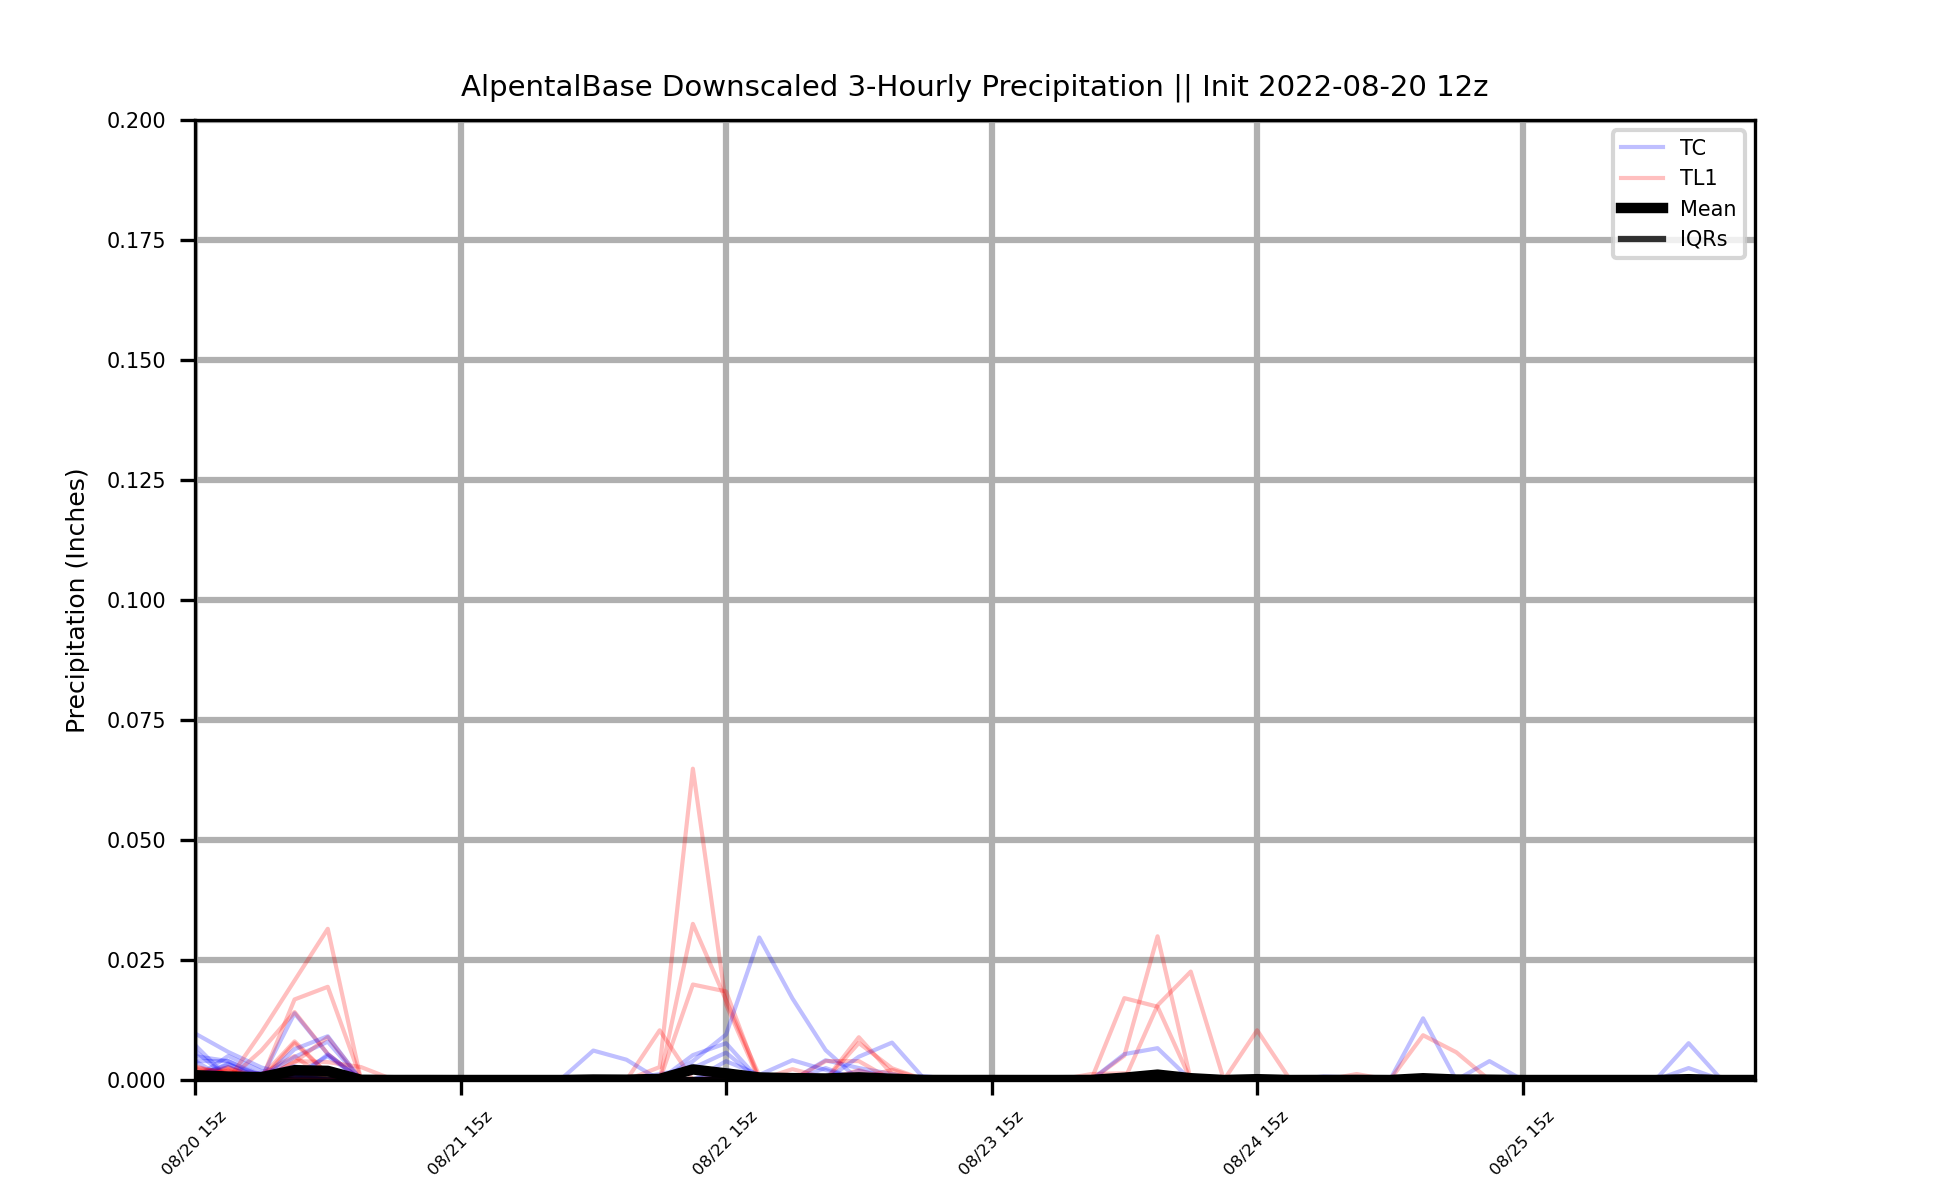 AlpentalBase Downscaled 3-Hourly Precipitation || Init 2022-08-20 12z
0.200
0.175
0.150
0.125
0.100
0.075
0.050
0.025
0.000
Precipitation (Inches)
TC
TL1
Mean
IQRs
08/20 15z
08/21 15z
08/22 15z
08/23 15z
08/24 15z
08/25 15z